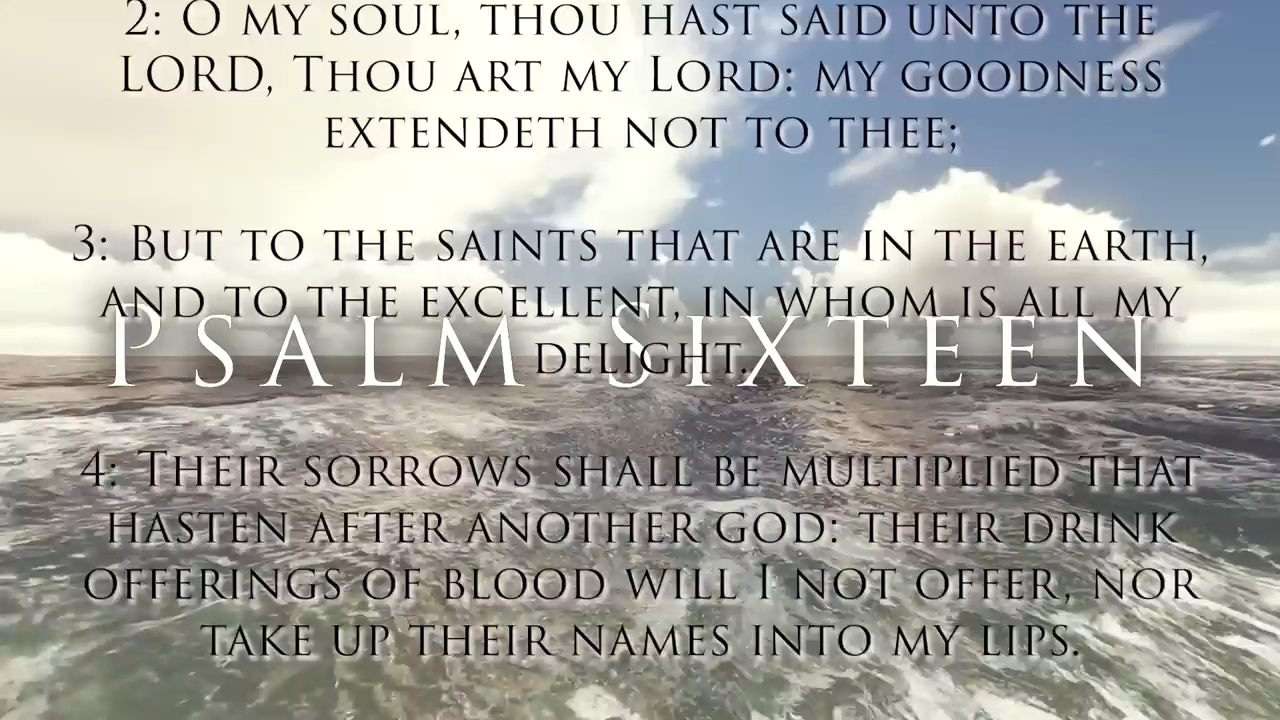 2: O MY SOUL, THOU HAST SAID UNTO THE
LORD, THOU ART MY LORD: MY GOODNESS
EXTENDETH NOT TO THEE;
3: BUT TO THE SAINTS THAT ARE IN THE EARTH,
AND TO THE EXCELLENT, IN WHOM IS ALL MY
DELIGHT.
PSALM SIXTEEN
4: THEIR SORROWS SHALL BE MULTIPLIED THAT
HASTEN AFTER ANOTHER GOD: THEIR DRINK
OFFERINGS OF BLOOD WILL I NOT OFFER, NOR
TAKE UP THEIR NAMES INTO MY LIPS.